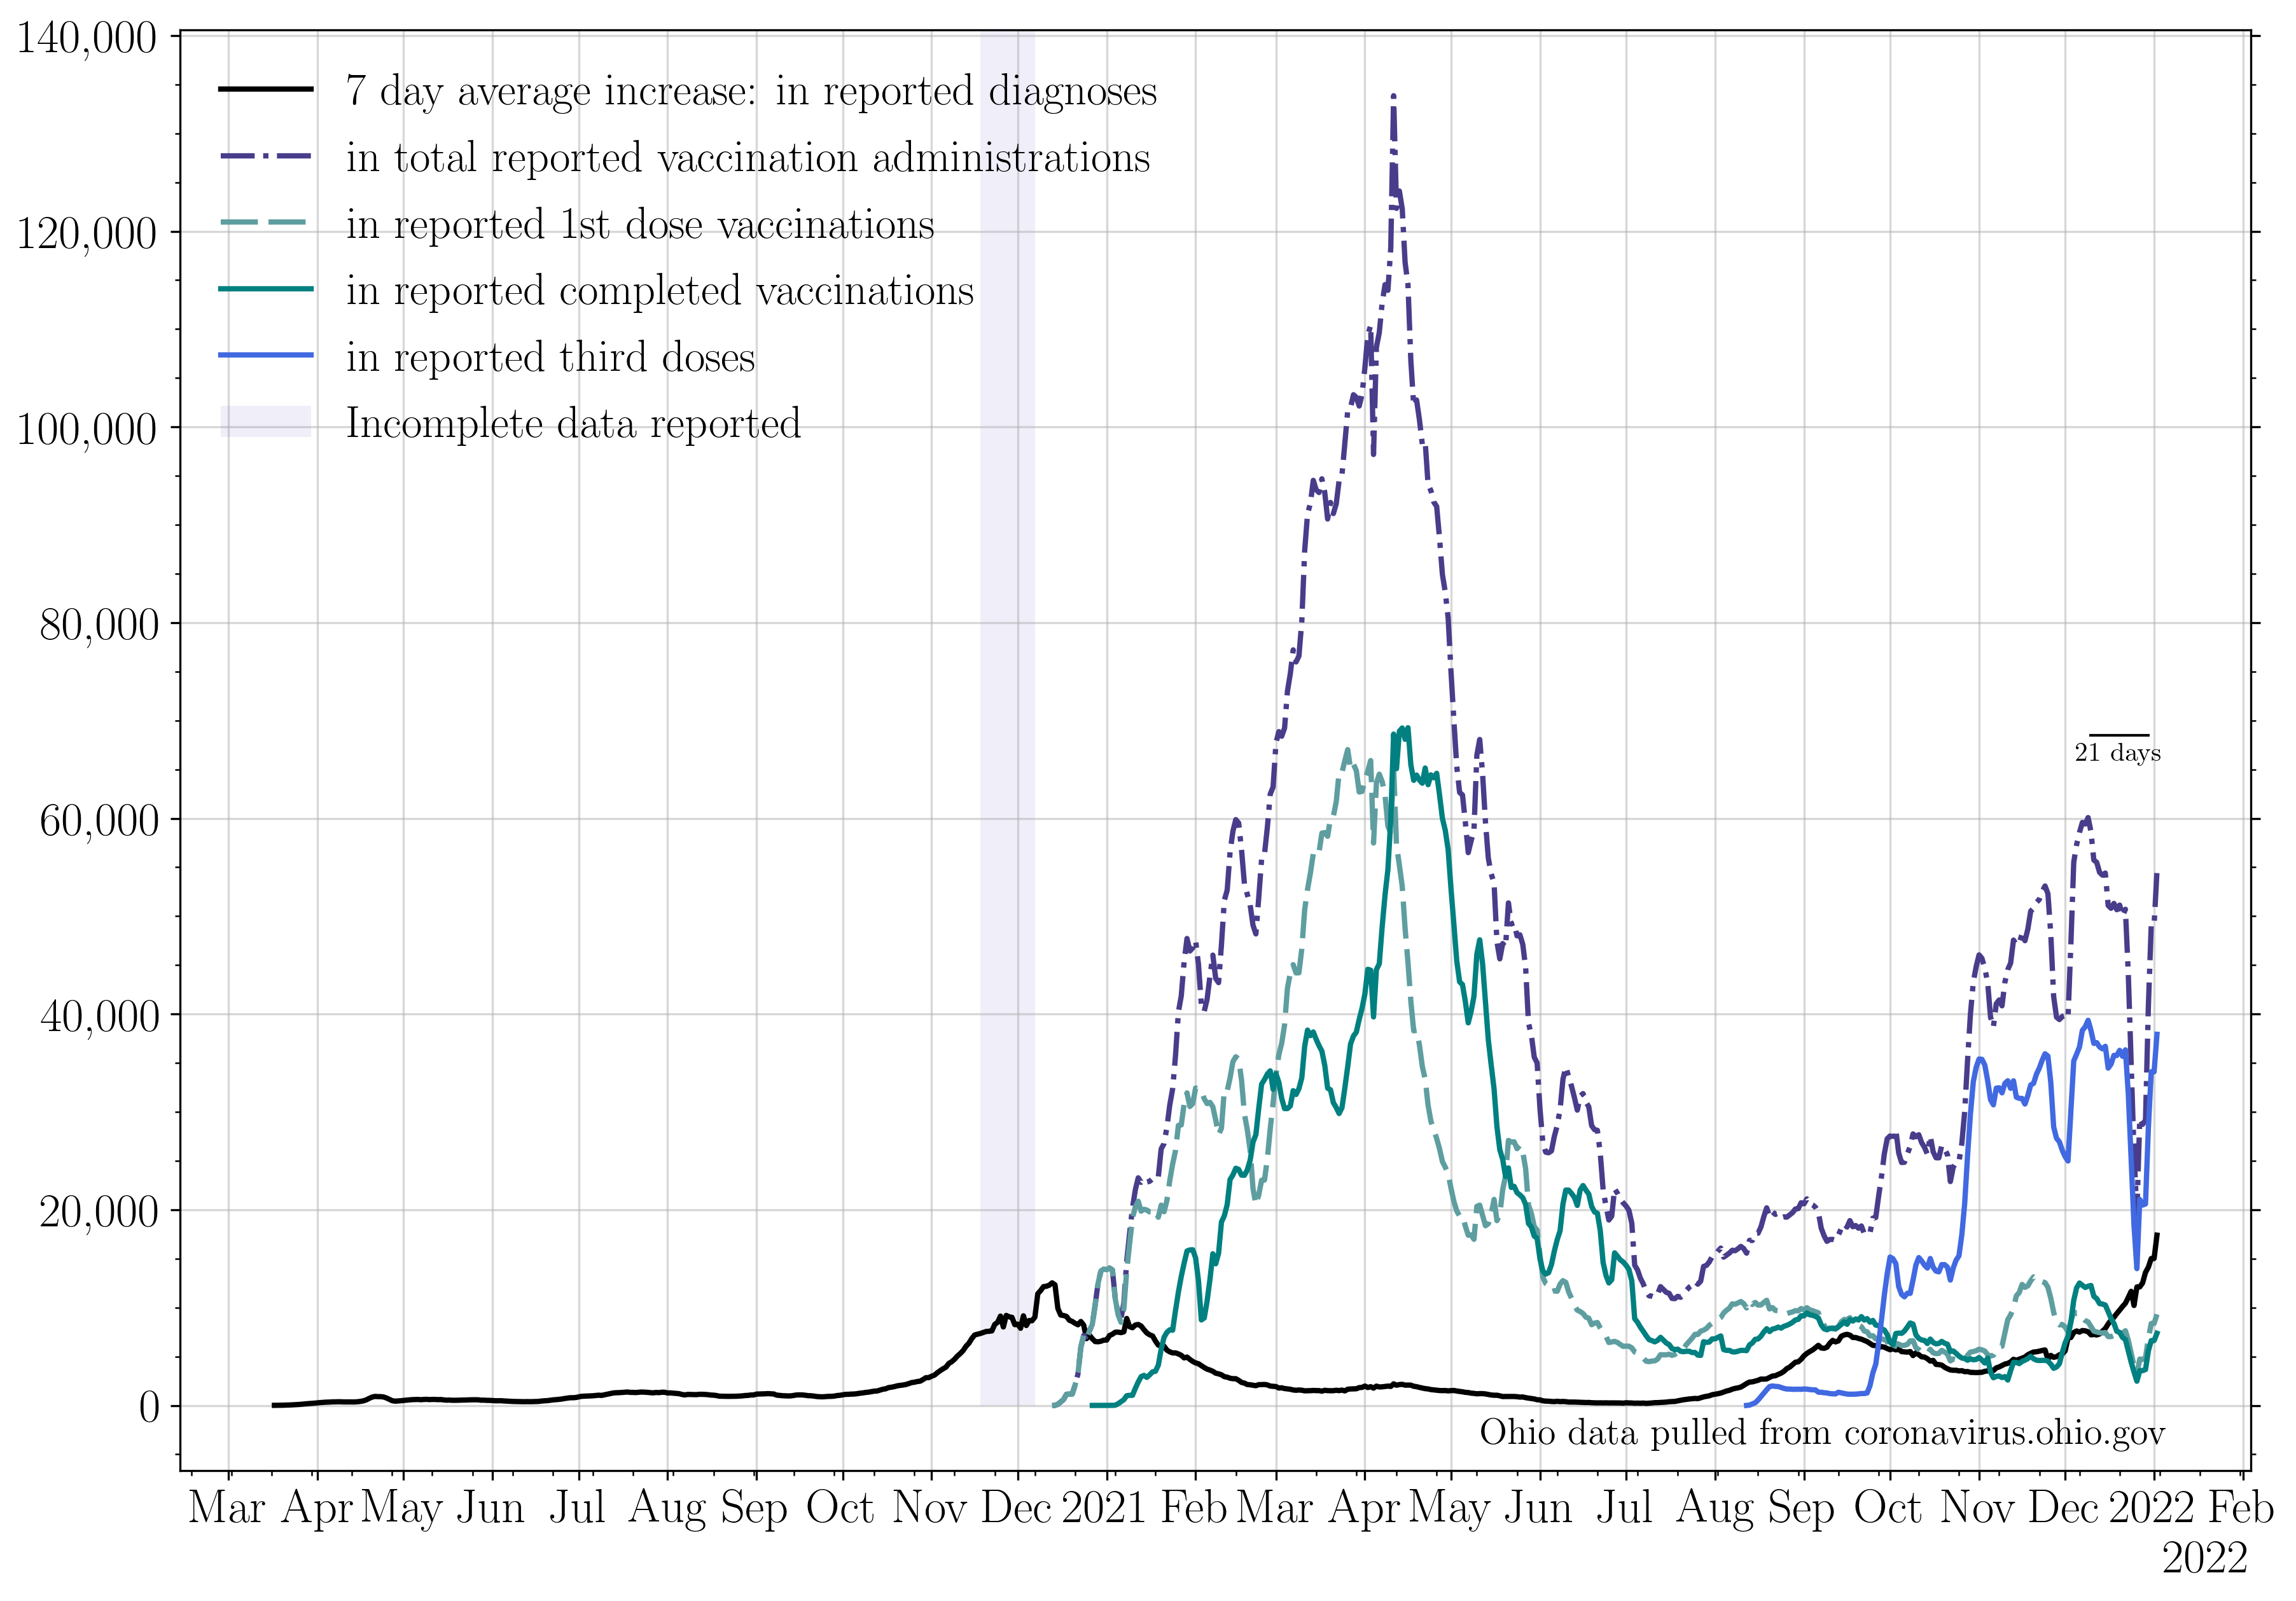 140,000
120,000
100,000
80,000
60,000
40,000
20,000
0
7 day average increase: in reported diagnoses
in total reported vaccination administrations
in reported 1st dose vaccinations
in reported completed vaccinations
in reported third doses
Incomplete data reported
21 days
Ohio data pulled from coronavirus.ohio.gov
Mar Apr May Jun Jul Aug Sep Oct Nov Dec 2021 Feb Mar Apr May Jun Jul Aug Sep Oct Nov Dec 2022 Feb
2022